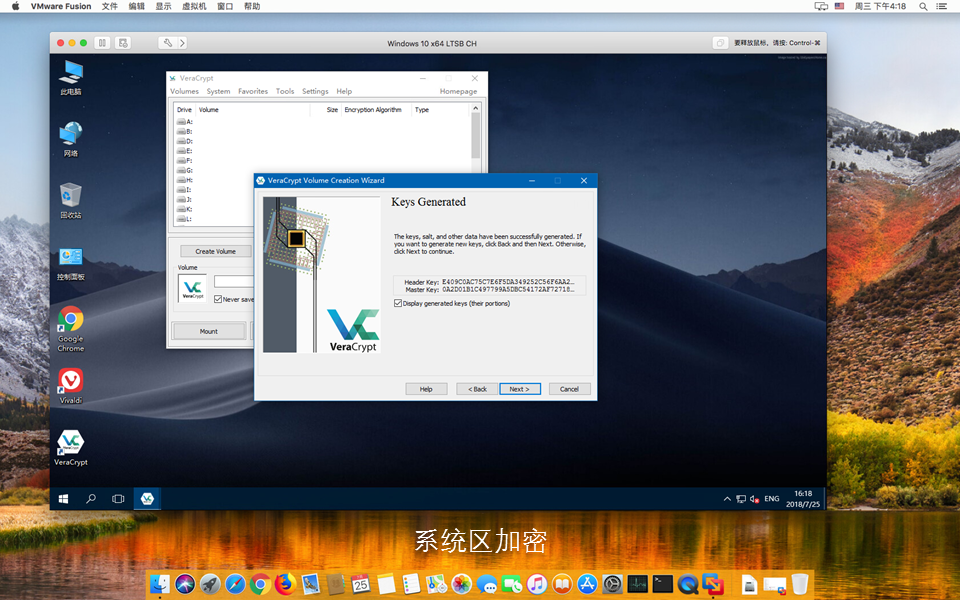 VMware Fusion 文件 编辑 显示 虚拟机 窗口 帮助
周三 下午4:18
Windows 10 x64 LTSB CH
要释放鼠标，请按: Control-⌘
此电脑
网络
回收站
控制面板
Google
Chrome
Vivaldi
VeraCrypt
VeraCrypt
Volumes System Favorites Tools Settings Help Homepage
Drive Volume Size Encryption Algorithm Type
A:
B:
D:
E:
F:
G:
H:
I:
J:
K:
L:
Create Volume
Volume
VeraCrypt
Never save
Mount
VeraCrypt Volume Creation Wizard
Keys Generated
The keys, salt, and other data have been successfully generated. If
you want to generate new keys, click Back and then Next. Otherwise,
click Next to continue.
Header Key: E409C0AC75C7E6F5DA349252C56F6AA2...
Master Key: 0A2D01B1C497799A5DBC54172AF72718...
Display generated keys (their portions)
VeraCrypt
Help < Back Next > Cancel
ENG
16:18
2018/7/25
系统区加密
25